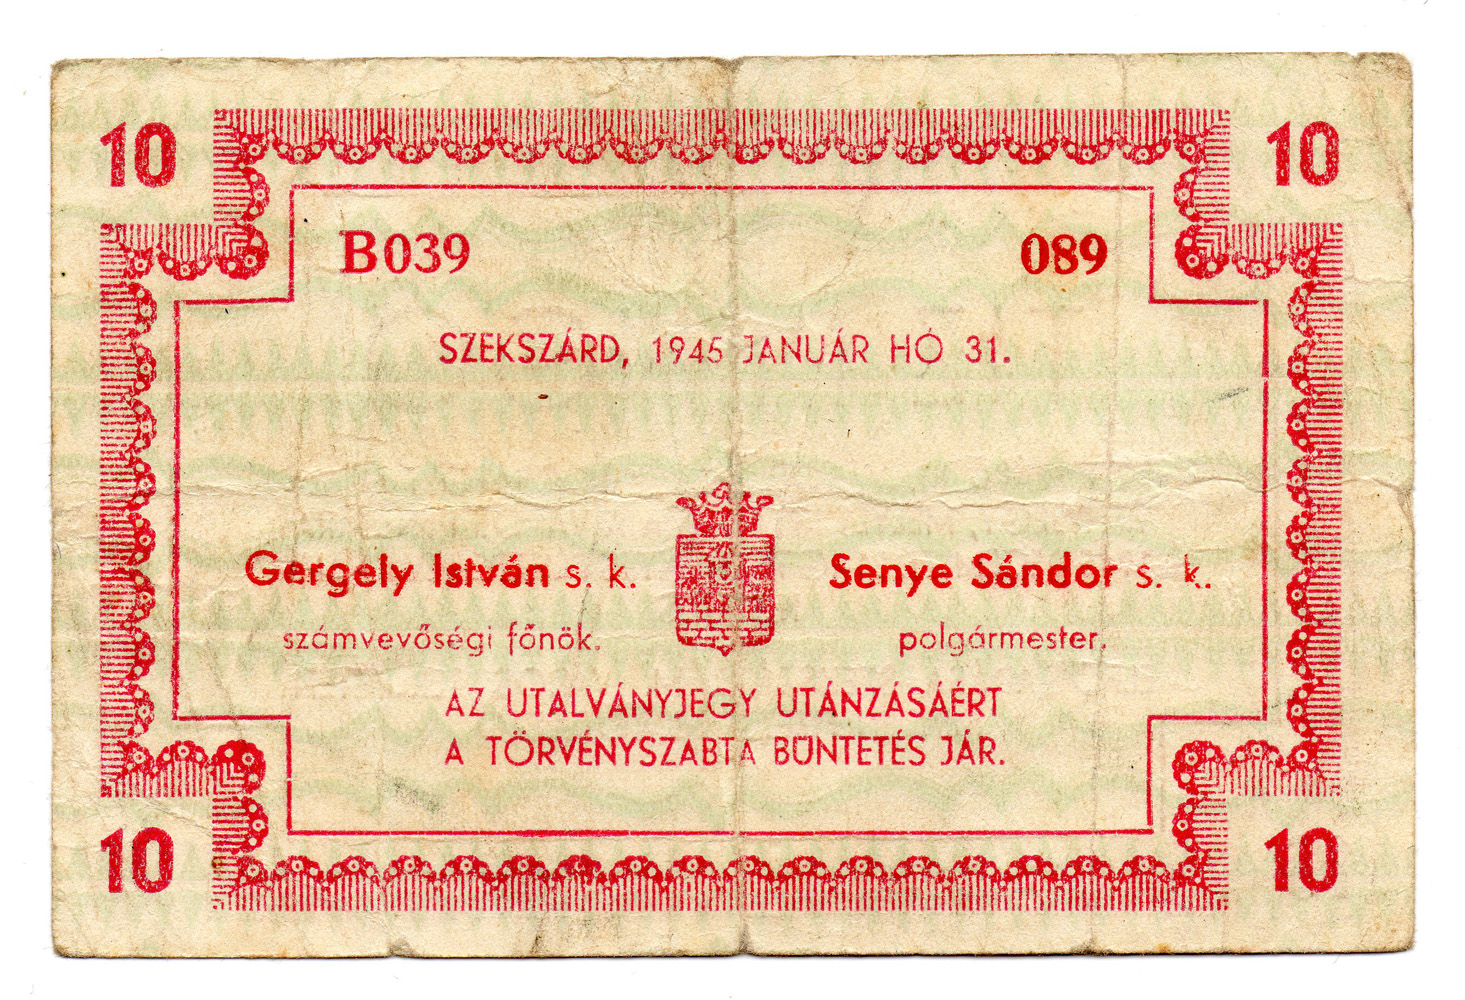 10 10
B039 089
SZEKSZÁRD, 1945 JANUÁR HÓ 31.
Gergely István s. k. Senye Sándor s. k.
számvevőségi főnök. polgármester.
AZ UTALVÁNYJEGY UTÁNZÁSÁÉRT
A TÖRVÉNYSZABTA BÜNTETÉS JÁR.
10 10